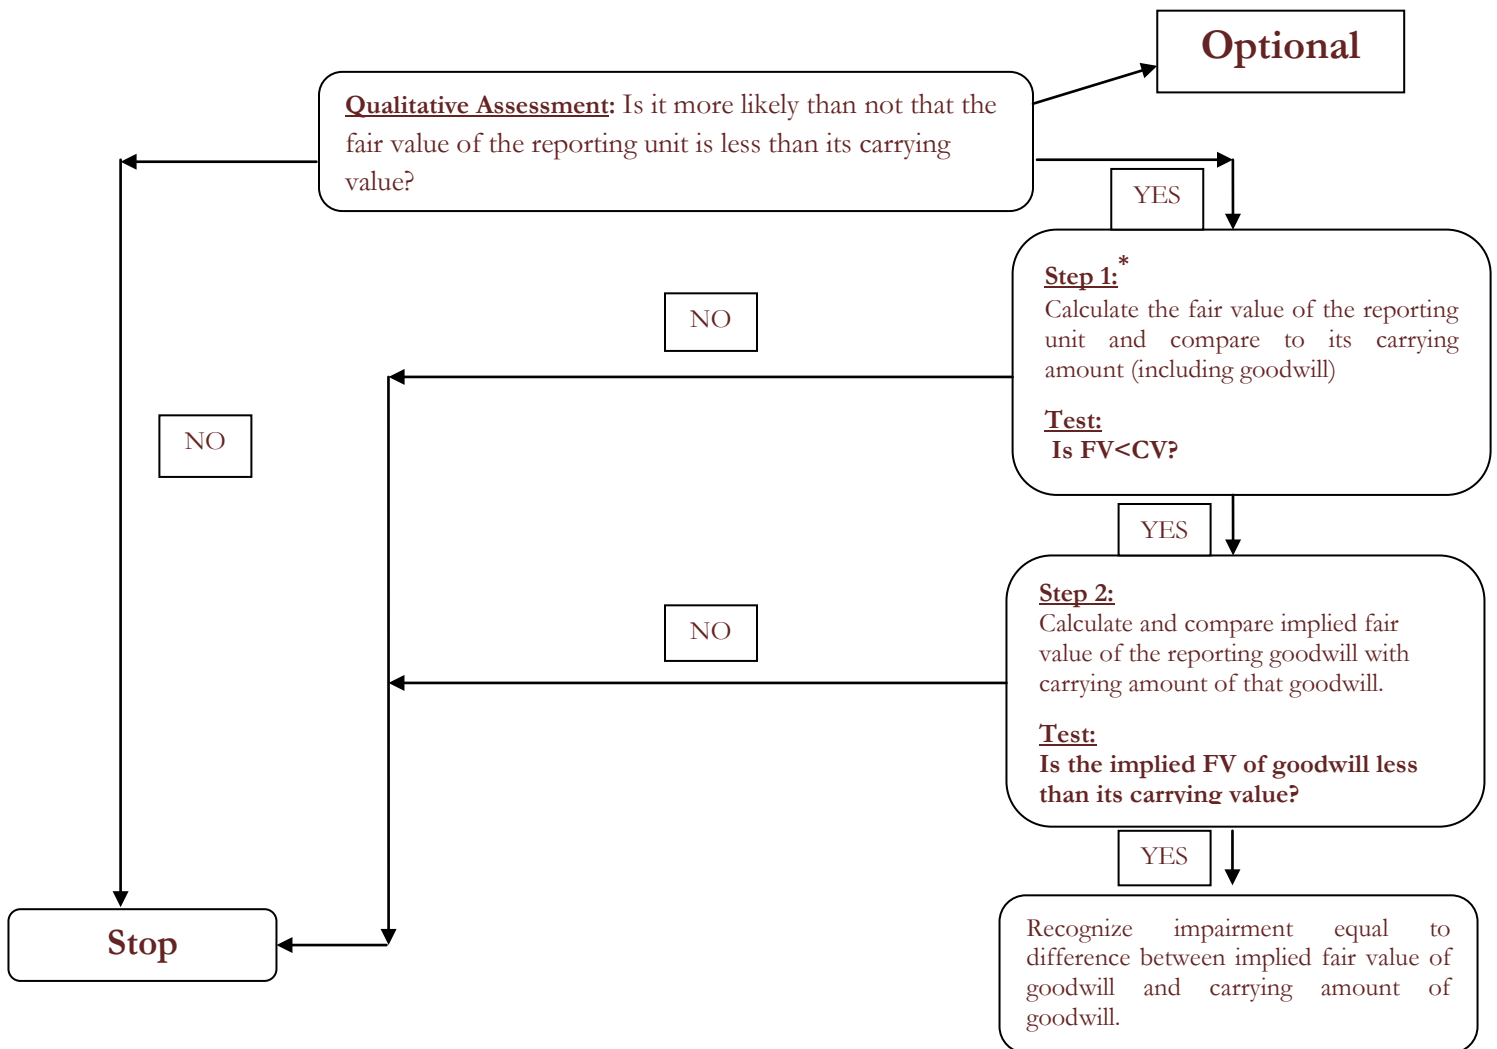 Optional
Qualitative Assessment: Is it more likely than not that the
fair value of the reporting unit is less than its carrying
value?
YES
Step 1:*
Calculate the fair value of the reporting
unit and compare to its carrying
amount (including goodwill)
Test:
Is FV<CV?
NO
NO
YES
Step 2:
Calculate and compare implied fair
value of the reporting goodwill with
carrying amount of that goodwill.
Test:
Is the implied FV of goodwill less
than its carrying value?
NO
YES
Recognize impairment equal to
difference between implied fair value of
goodwill and carrying amount of
goodwill.
Stop